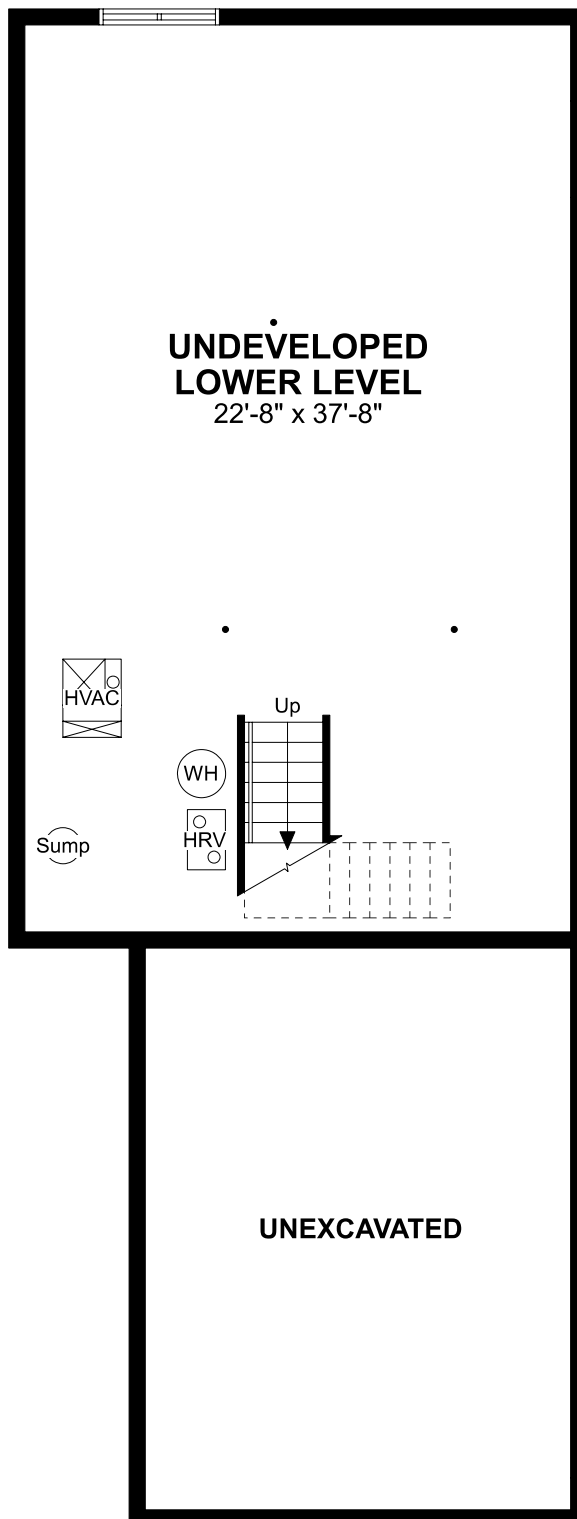 UNDEVELOPED
LOWER LEVEL
22'-8" x 37'-8"
HVAC
Up
WH
HRV
Sump
UNEXCAVATED